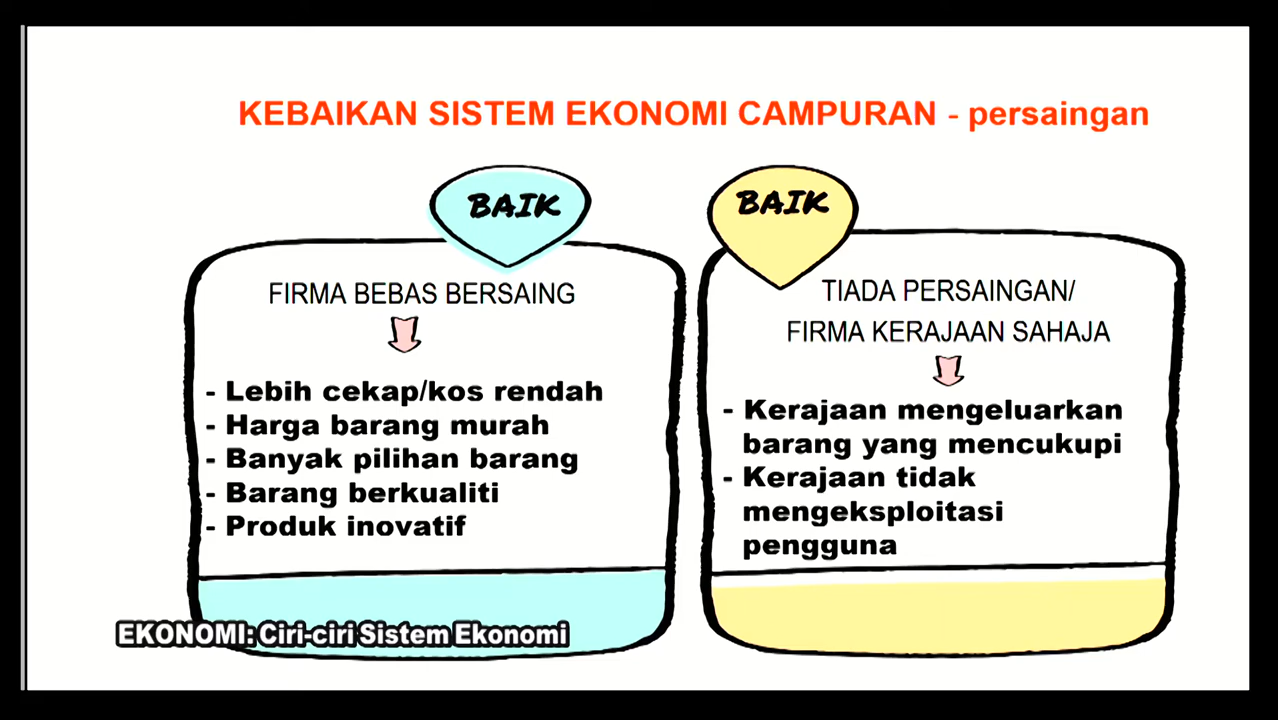 KEBAIKAN SISTEM EKONOMI CAMPURAN - persaingan
BAIK
FIRMA BEBAS BERSAING
- Lebih cekap/kos rendah
- Harga barang murah
- Banyak pilihan barang
- Barang berkualiti
- Produk inovatif
BAIK
TIADA PERSAINGAN/
FIRMA KERAJAAN SAHAJA
- Kerajaan mengeluarkan
barang yang mencukupi
- Kerajaan tidak
mengeksploitasi
pengguna
EKONOMI: Ciri-ciri Sistem Ekonomi